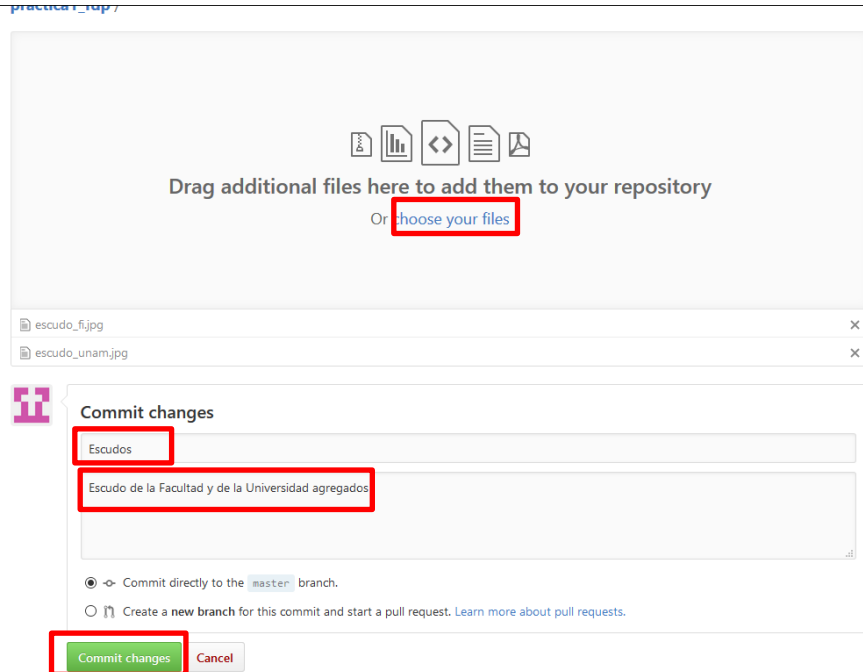 practica1_fdp /
Drag additional files here to add them to your repository
Or choose your files
escudo_fi.jpg
escudo_unam.jpg
Commit changes
Escudos
Escudo de la Facultad y de la Universidad agregados
Commit directly to the master branch.
Create a new branch for this commit and start a pull request. Learn more about pull requests.
Commit changes Cancel